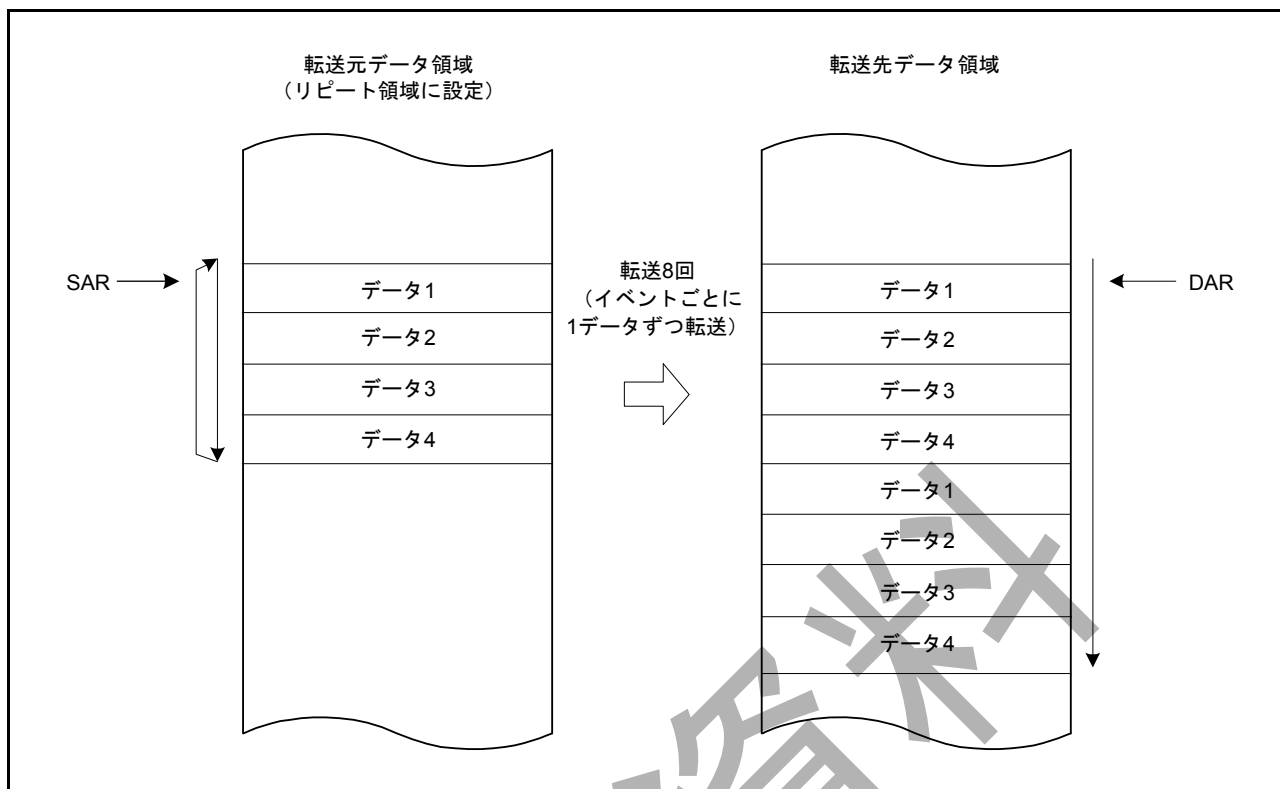 転送元データ領域
（リピート領域に設定）
転送先データ領域
SAR
データ1
データ2
データ3
データ4
転送8回
（イベントごとに
1データずつ転送）
DAR
データ1
データ2
データ3
データ4
データ1
データ2
データ3
データ4
資料